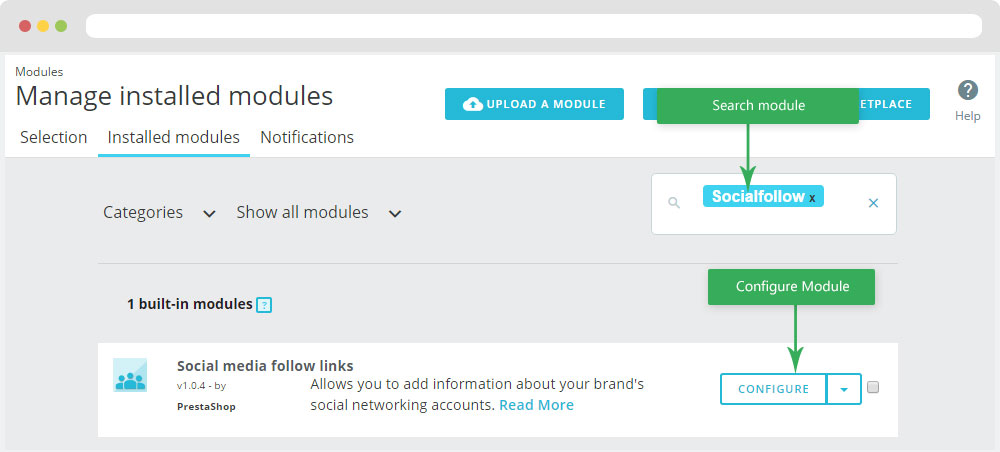 Modules
Manage installed modules
UPLOAD A MODULE
Search module
ETPLACE
Help
Selection
Installed modules
Notifications
Socialfollow x
Categories
Show all modules
Configure Module
1 built-in modules ?
Social media follow links
v1.0.4 - by
PrestaShop
Allows you to add information about your brand's
social networking accounts. Read More
CONFIGURE